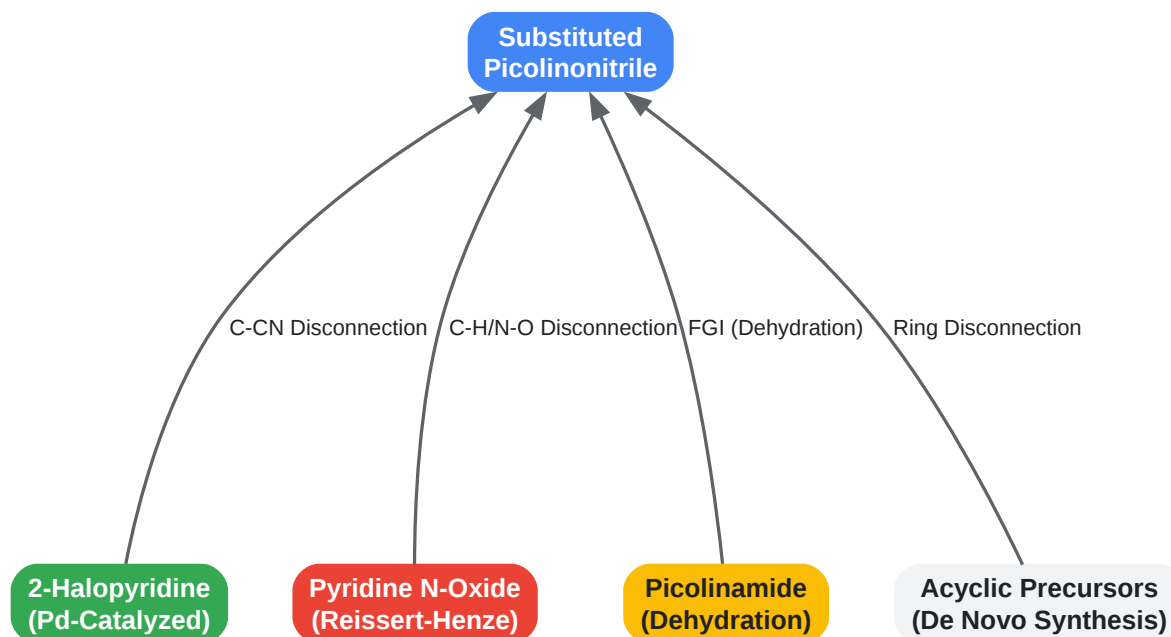 Substituted
Picolinonitrile
C-CN Disconnection
C-H/N-O Disconnection
FGI (Dehydration)
Ring Disconnection
2-Halopyridine
(Pd-Catalyzed)
Pyridine N-Oxide
(Reissert-Henze)
Picolinamide
(Dehydration)
Acyclic Precursors
(De Novo Synthesis)